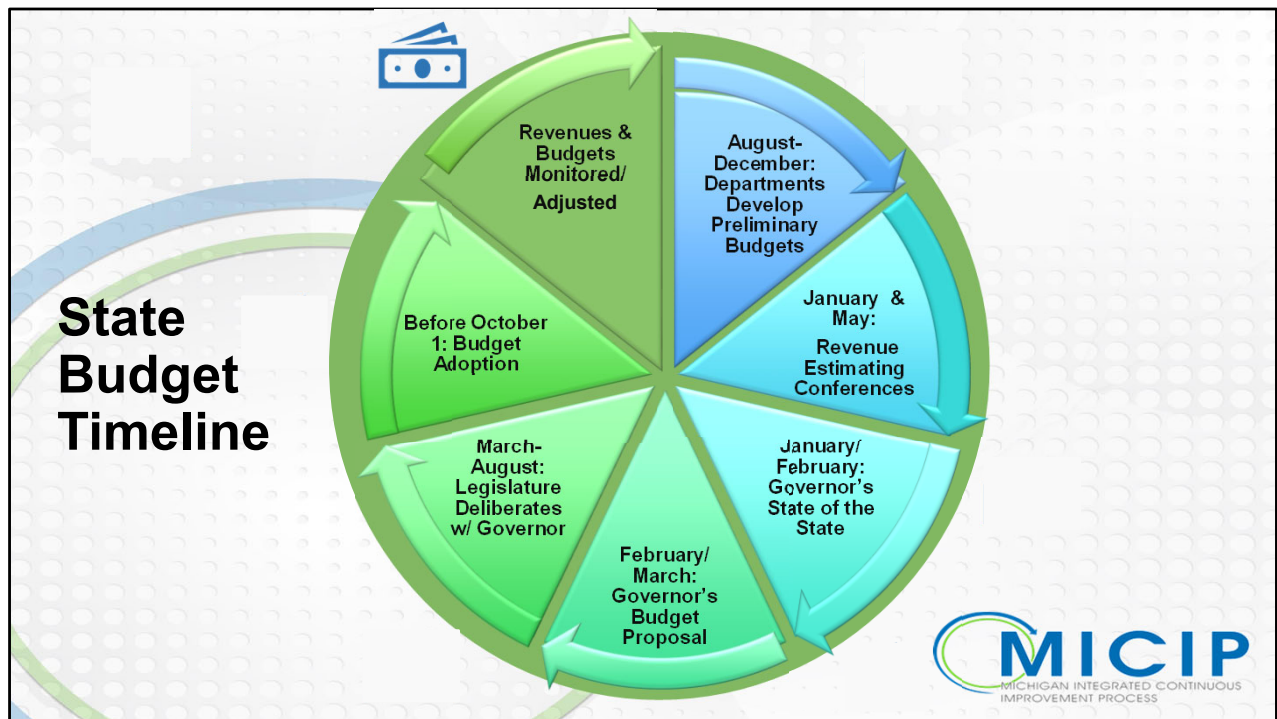 State
Budget
Timeline
August-
December:
Departments
Develop
Preliminary
Budgets
January &
May:
Revenue
Estimating
Conferences
January/
February:
Governor's
State of the
State
February/
March:
Governor's
Budget
Proposal
March-
August:
Legislature
Deliberates
w/ Governor
Before October
1: Budget
Adoption
Revenues &
Budgets
Monitored/
Adjusted
MICIP
MICHIGAN INTEGRATED CONTINUOUS
IMPROVEMENT PROCESS